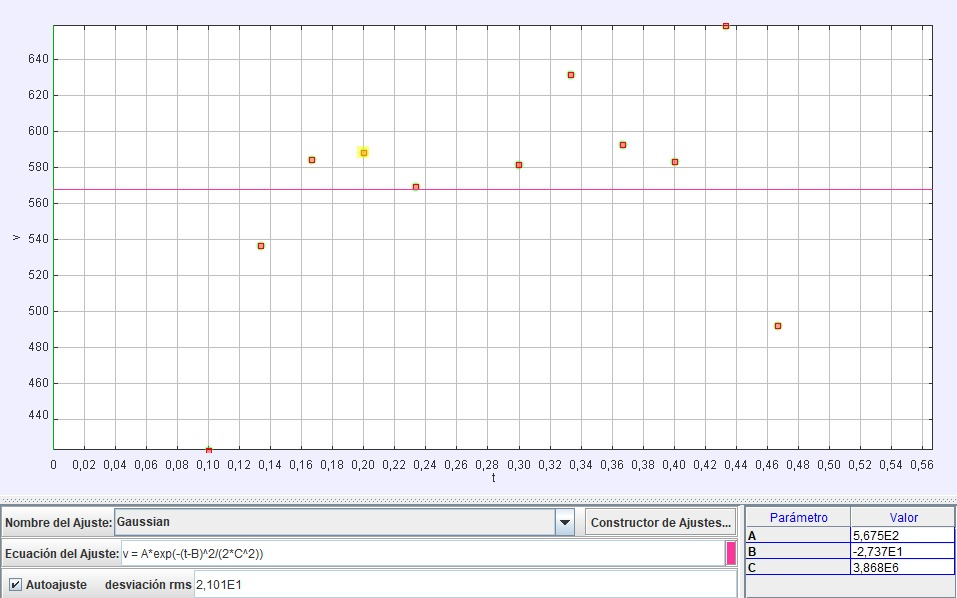 640
620
600
580
560
v
540
520
500
480
460
440
0 0,02 0,04 0,06 0,08 0,10 0,12 0,14 0,16 0,18 0,20 0,22 0,24 0,26 0,28 0,30 0,32 0,34 0,36 0,38 0,40 0,42 0,44 0,46 0,48 0,50 0,52 0,54 0,56
t
Nombre del Ajuste: Gaussian Constructor de Ajustes...
Ecuación del Ajuste: v = A*exp(-(t-B)^2/(2*C^2))
Autoajuste desviación rms 2,101E1
Parámetro Valor
A 5,675E2
B -2,737E1
C 3,868E6